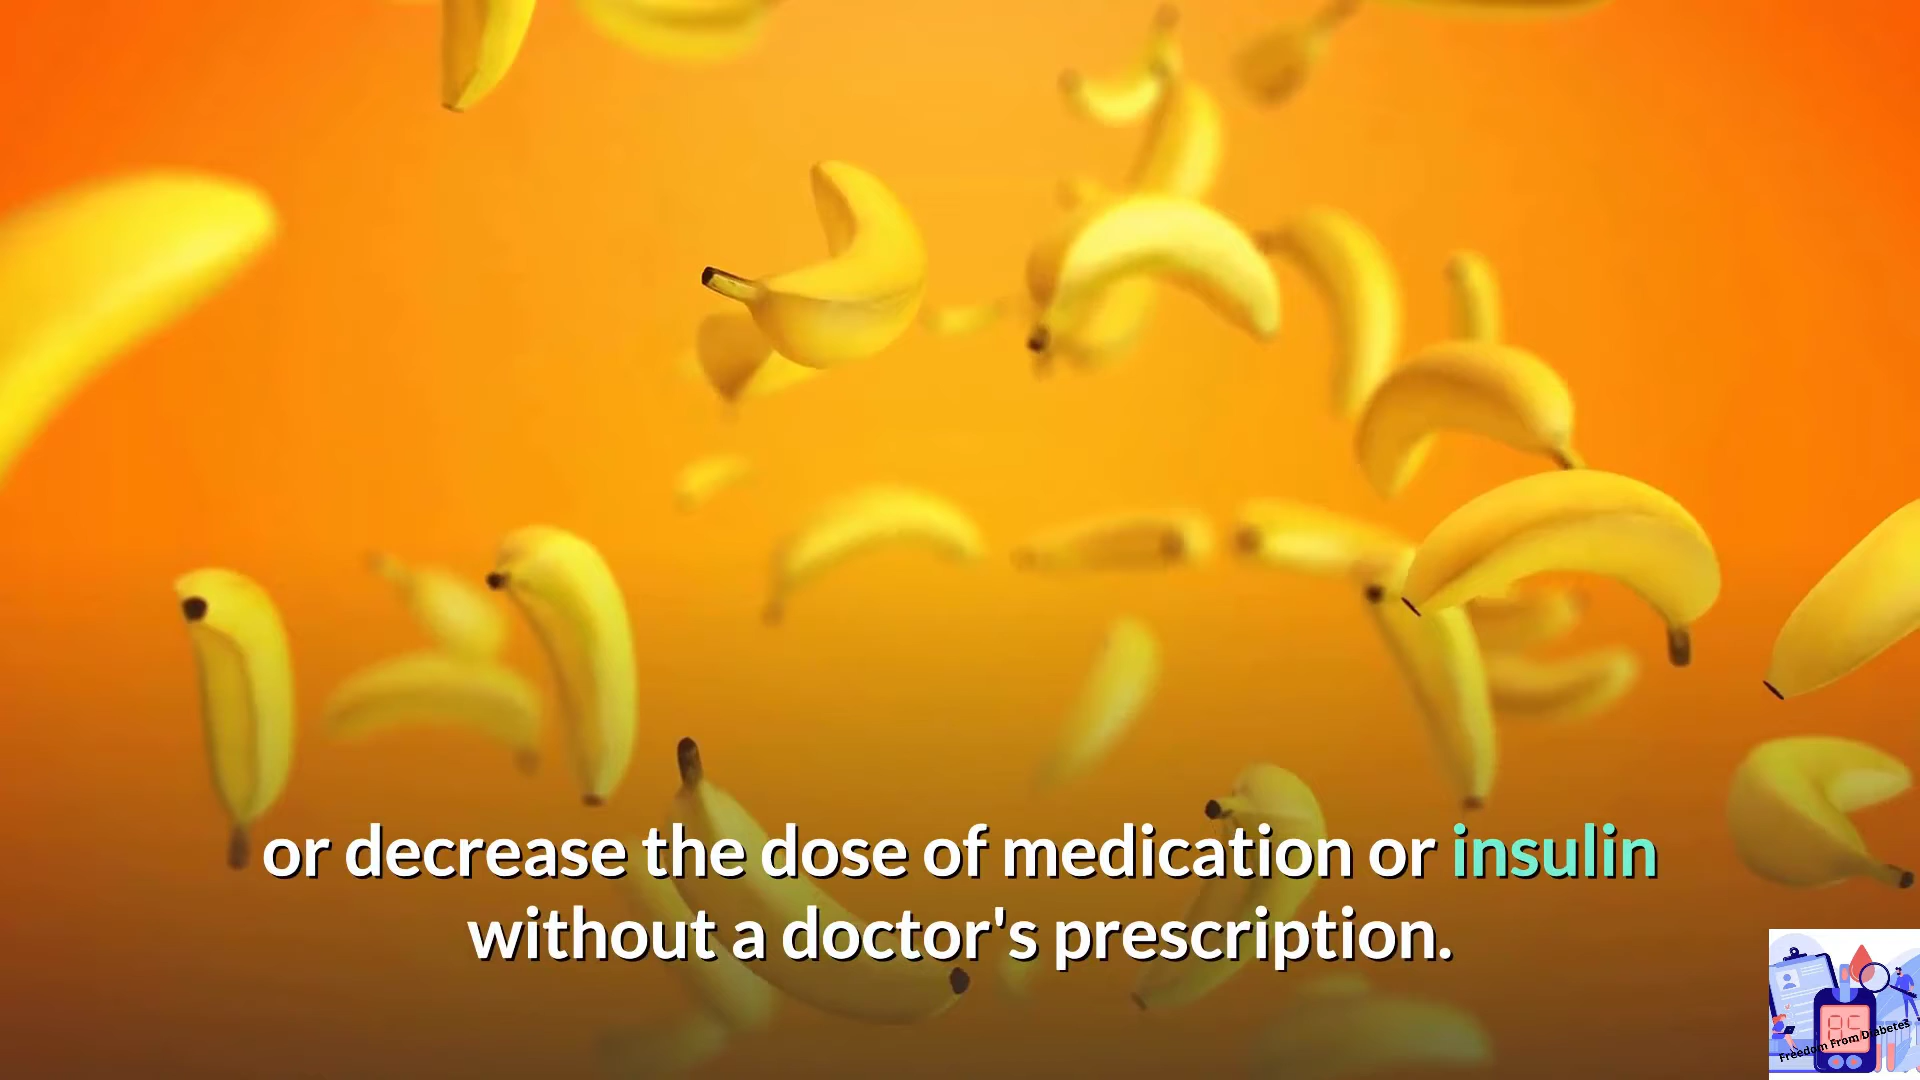 or decrease the dose of medication or insulin
without a doctor's prescription.
Freedom From Diabetes